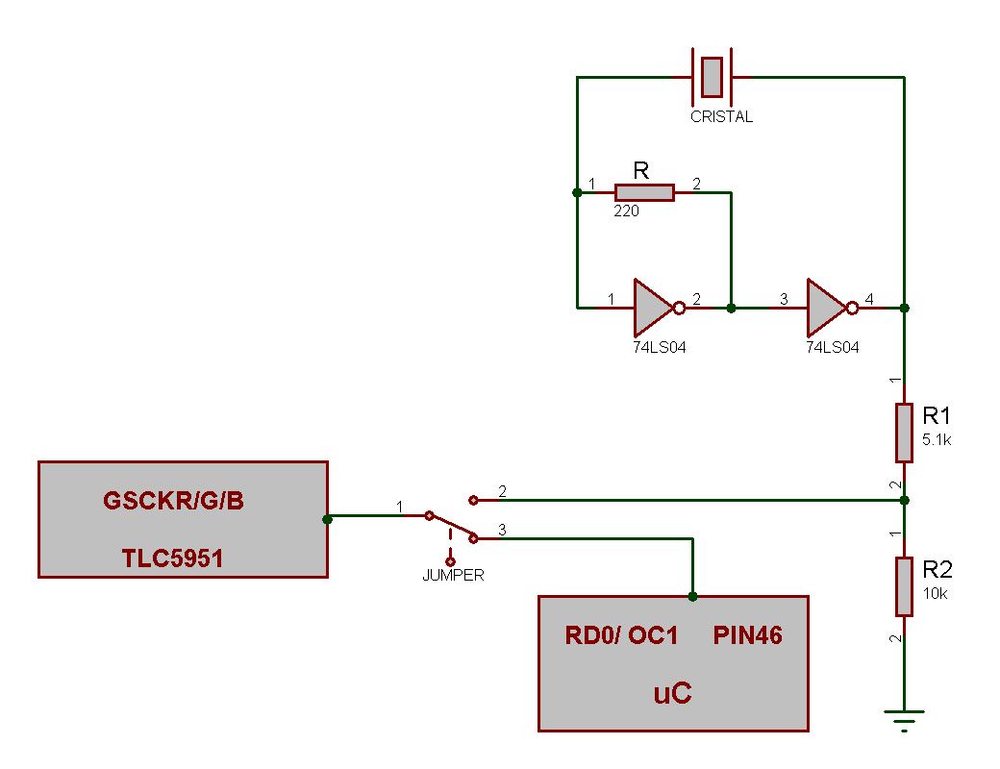 CRISTAL
R
1 2
220
1 2 3 4
74LS04 74LS04
1
R1
5.1k
2
GSCKR/G/B
TLC5951
1
2
3
JUMPER
1
R2
10k
2
RD0/ OC1 PIN46
uC